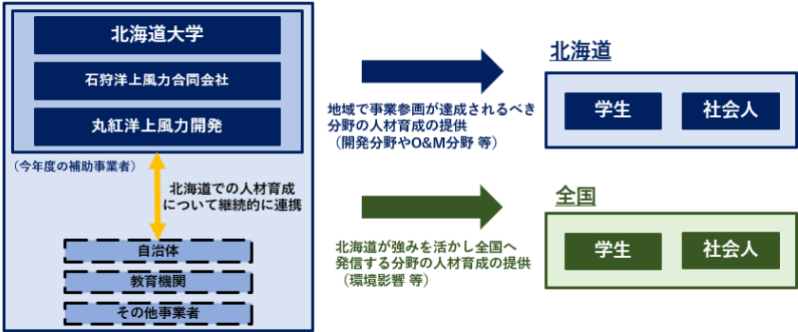 北海道大学
石狩洋上風力合同会社
丸紅洋上風力開発
（今年度の補助事業者）
北海道での人材育成
について継続的に連携
自治体
教育機関
その他事業者
地域で事業参画が達成されるべき
分野の人材育成の提供
（開発分野やO&M分野 等）
北海道が強みを活かし全国へ
発信する分野の人材育成の提供
（環境影響 等）
北海道
学生
社会人
全国
学生
社会人